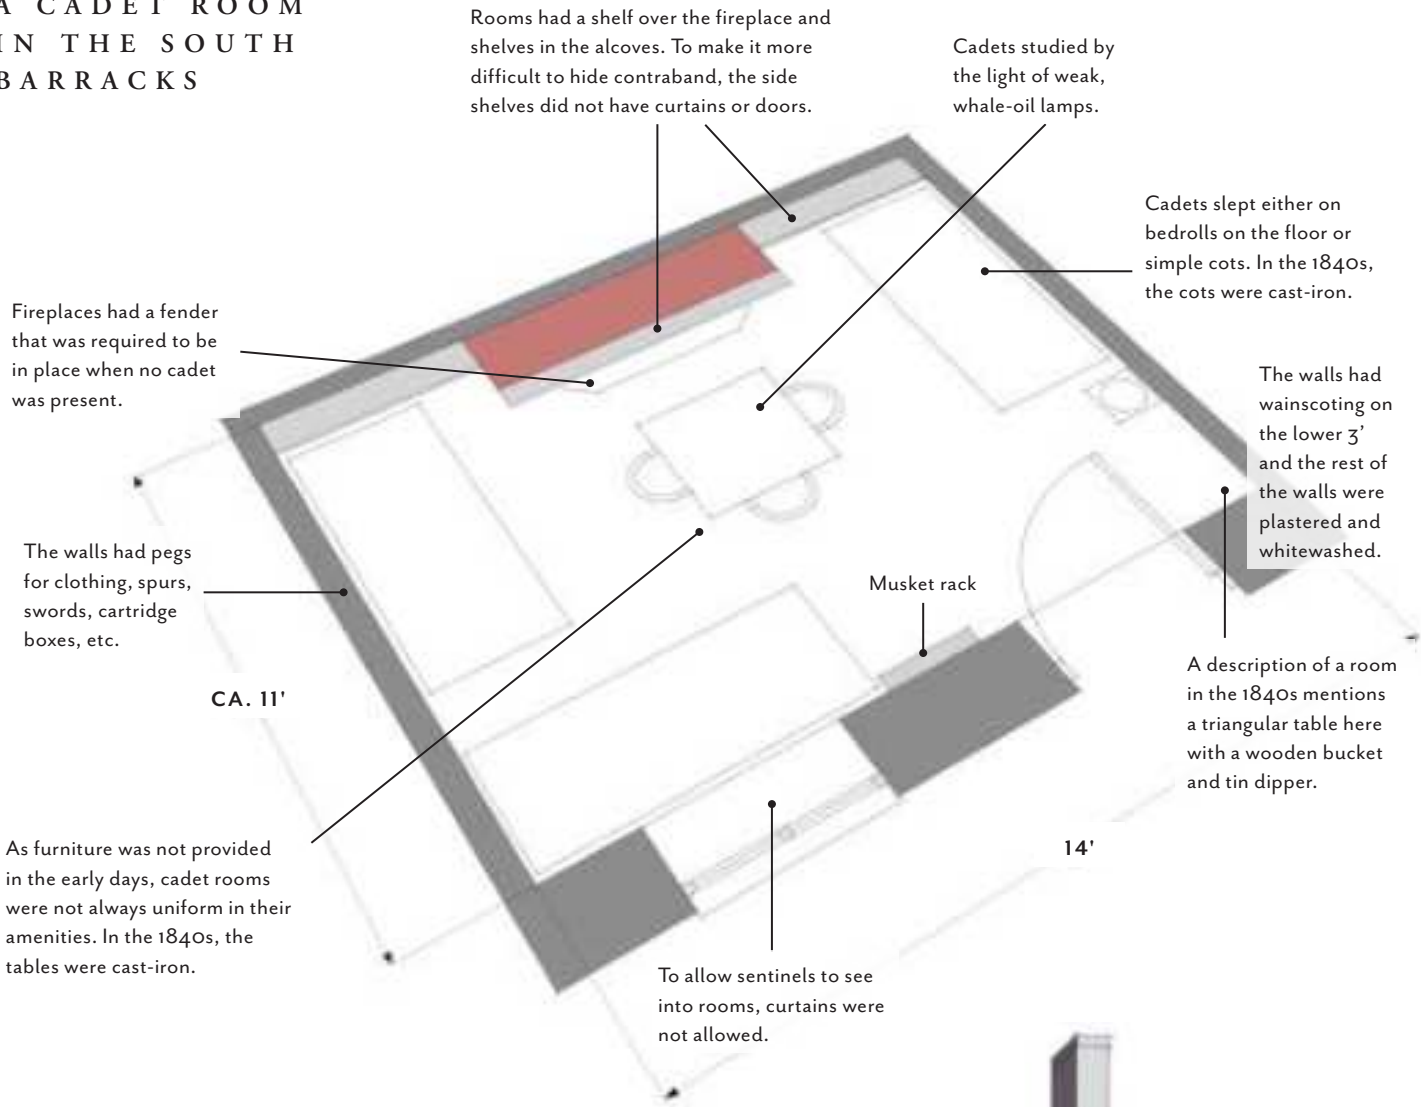 A CADET ROOM
IN THE SOUTH
BARRACKS
Rooms had a shelf over the fireplace and
shelves in the alcoves. To make it more
difficult to hide contraband, the side
shelves did not have curtains or doors.
Cadets studied by
the light of weak,
whale-oil lamps.
Cadets slept either on
bedrolls on the floor or
simple cots. In the 1840s,
the cots were cast-iron.
Fireplaces had a fender
that was required to be
in place when no cadet
was present.
The walls had
wainscoting on
the lower 3’
and the rest of
the walls were
plastered and
whitewashed.
The walls had pegs
for clothing, spurs,
swords, cartridge
boxes, etc.
Musket rack
A description of a room
in the 1840s mentions
a triangular table here
with a wooden bucket
and tin dipper.
CA. 11'
14'
As furniture was not provided
in the early days, cadet rooms
were not always uniform in their
amenities. In the 1840s, the
tables were cast-iron.
To allow sentinels to see
into rooms, curtains were
not allowed.